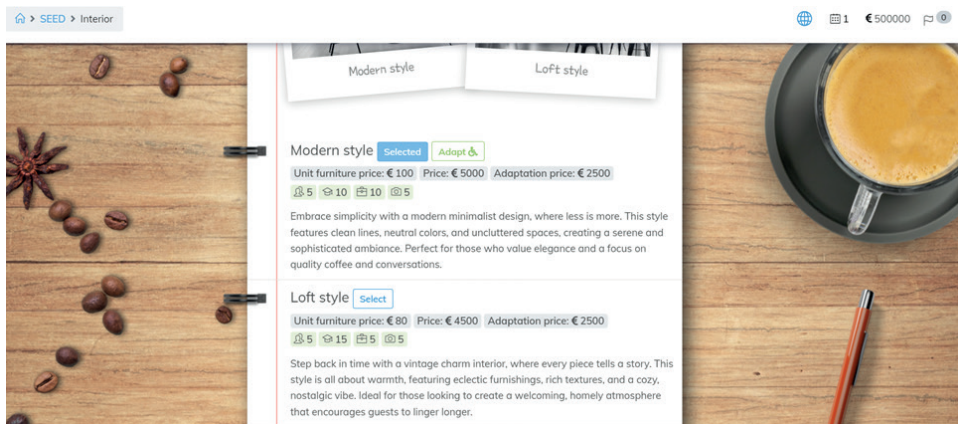 SEED > Interior
1 € 500000 0
Modern style
Loft style
Modern style Selected Adapt
Unit furniture price: € 100 Price: € 5000 Adaptation price: € 2500
5 10 10 5
Embrace simplicity with a modern minimalist design, where less is more. This style
features clean lines, neutral colors, and uncluttered spaces, creating a serene and
sophisticated ambiance. Perfect for those who value elegance and a focus on
quality coffee and conversations.
Loft style Select
Unit furniture price: € 80 Price: € 4500 Adaptation price: € 2500
5 15 5 5
Step back in time with a vintage charm interior, where every piece tells a story. This
style is all about warmth, featuring eclectic furnishings, rich textures, and a cozy,
nostalgic vibe. Ideal for those looking to create a welcoming, homely atmosphere
that encourages guests to linger longer.